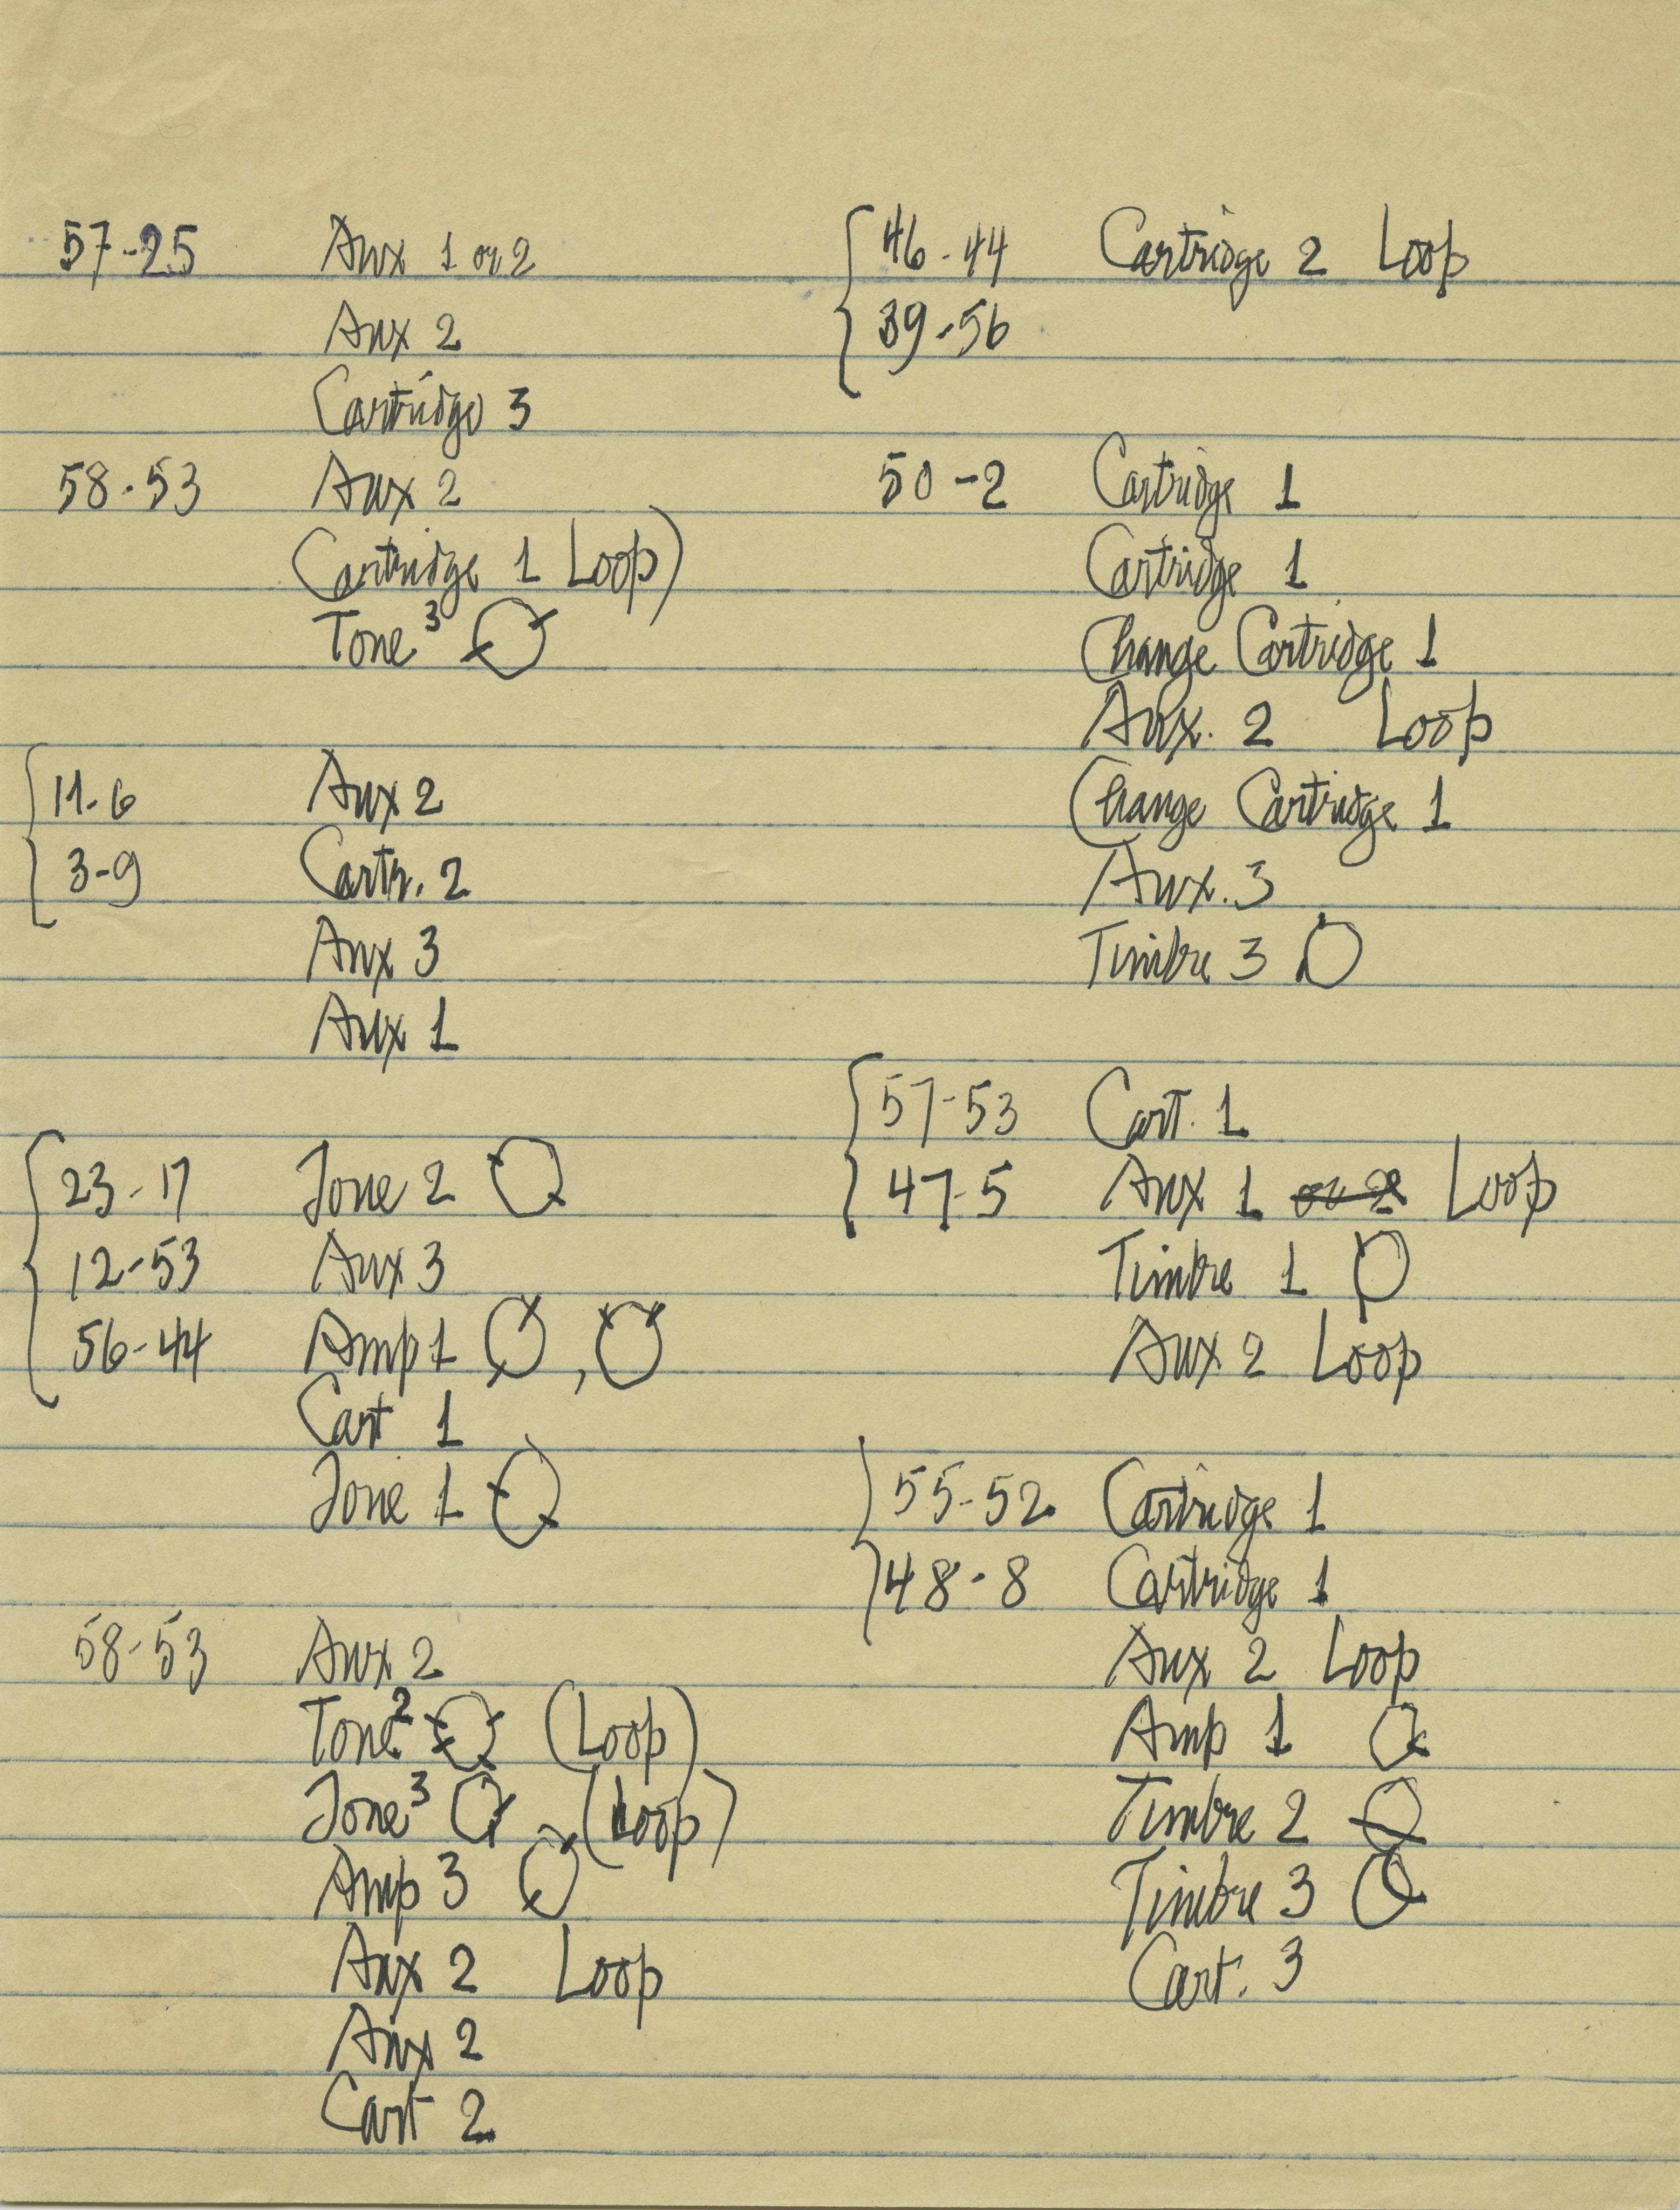 57-25 Aux 1 or 2
Aux 2
Cartridge 3
58-53 Aux 2
Cartridge 1 Loop)
Tone 3
11-6 Aux 2
3-9 Cartr. 2
Aux 3
Aux 1
23-17 Tone 2
12-53 Aux 3
56-44 Amp 1 ,
Cart 1
Tone 1
58-53 Aux 2
Tone 2 (Loop)
Tone 3 (Loop)
Amp 3
Aux 2 Loop
Aux 2
Cart 2
46-44 Cartridge 2 Loop
39-56
50-2 Cartridge 1
Cartridge 1
Change Cartridge 1
Aux. 2 Loop
Change Cartridge 1
Aux. 3
Timbre 3
57-53 Cart. 1
47-5 Aux 1 or 2 Loop
Timbre 1
Aux 2 Loop
55-52 Cartridge 1
48-8 Cartridge 1
Aux 2 Loop
Amp 1
Timbre 2
Timbre 3
Cart. 3